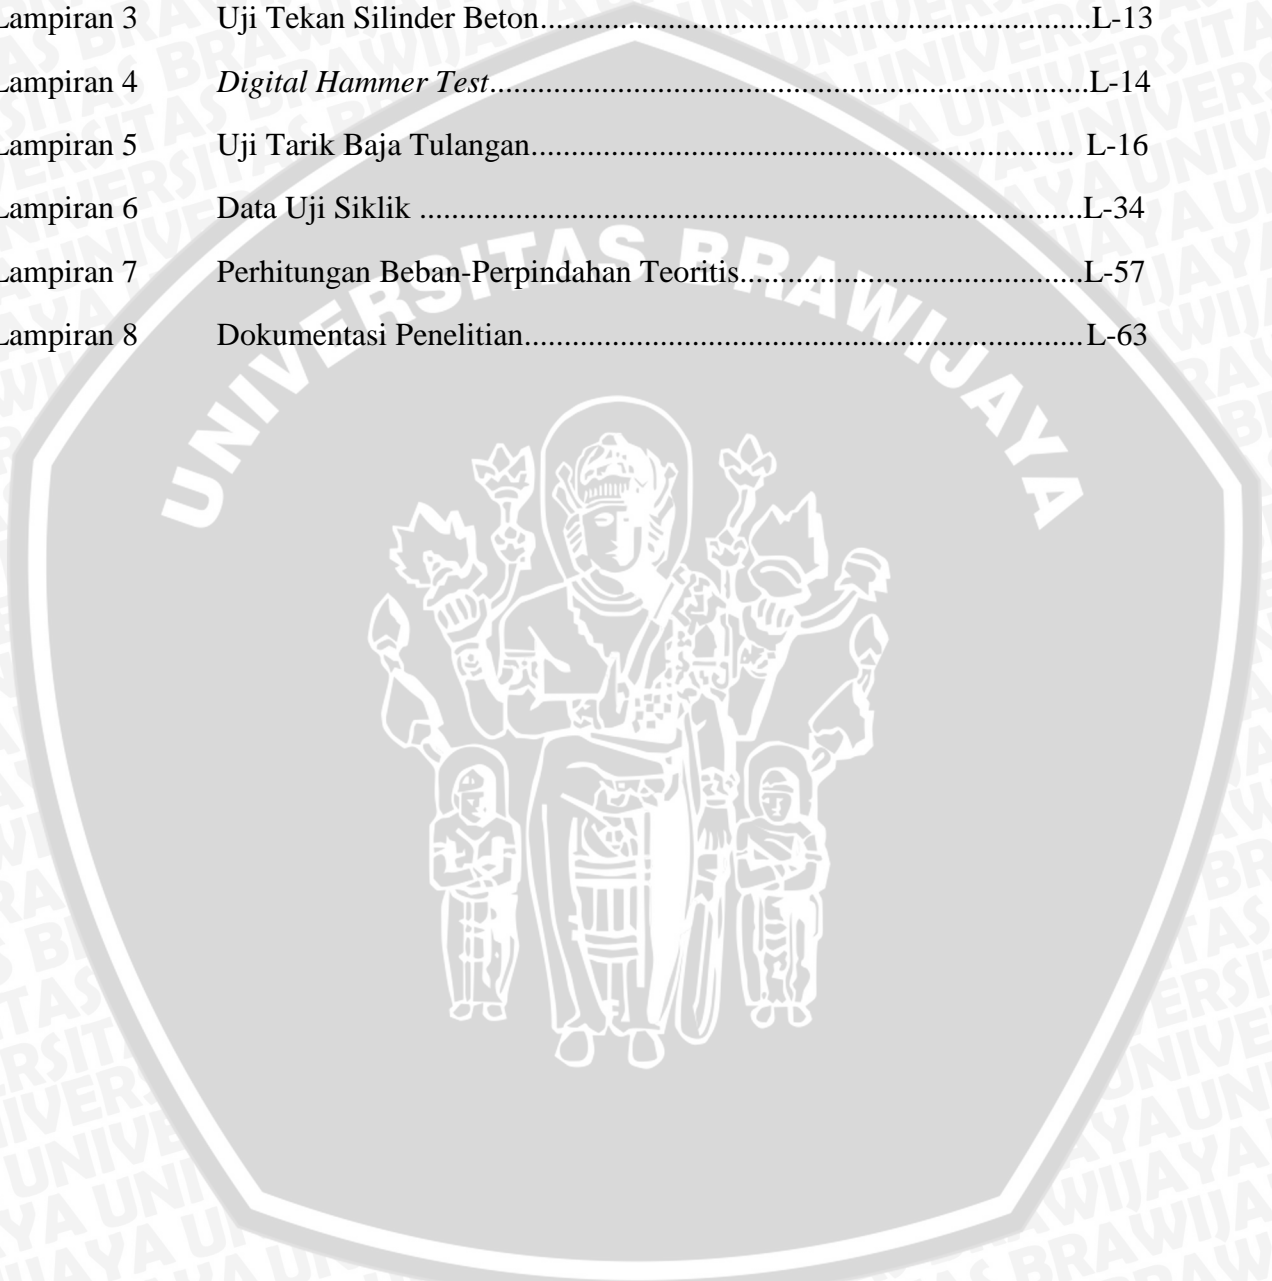 Lampiran 3 Uji Tekan Silinder Beton..........................................................................L-13
Lampiran 4 Digital Hammer Test................................................................................L-14
Lampiran 5 Uji Tarik Baja Tulangan......................................................................... L-16
Lampiran 6 Data Uji Siklik .........................................................................................L-34
Lampiran 7 Perhitungan Beban-Perpindahan Teoritis..............................................L-57
Lampiran 8 Dokumentasi Penelitian...........................................................................L-63
UNIVERSITAS BRAWIJAYA